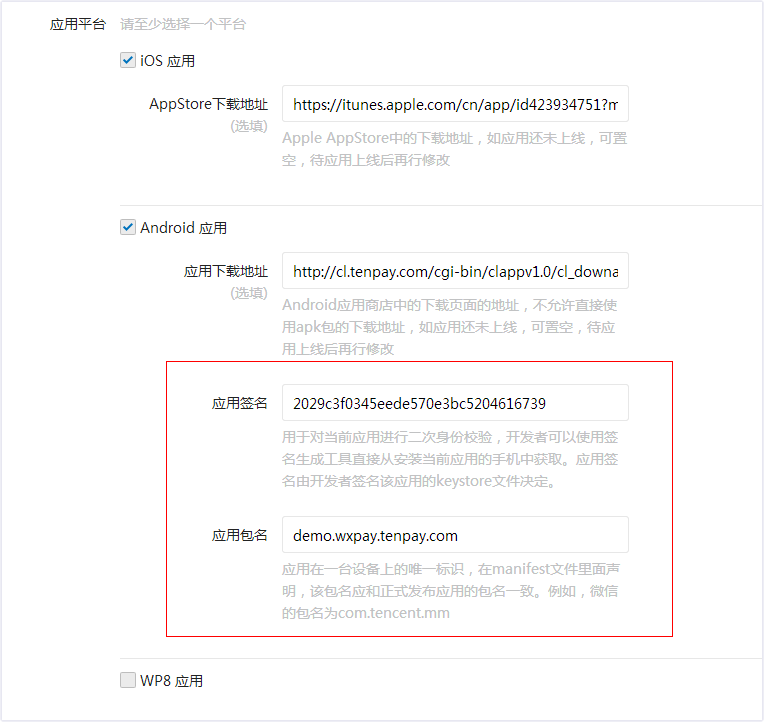 应用平台 请至少选择一个平台
iOS 应用
AppStore下载地址 https://itunes.apple.com/cn/app/id423934751?m
(选填)
Apple AppStore中的下载地址，如应用还未上线，可置
空，待应用上线后再行修改
Android 应用
应用下载地址 http://cl.tenpay.com/cgi-bin/clappv1.0/cl_downa
(选填)
Android应用商店中的下载页面的地址，不允许直接使
用apk包的下载地址，如应用还未上线，可置空，待应
用上线后再行修改
应用签名 2029c3f0345eede570e3bc5204616739
用于对当前应用进行二次身份校验，开发者可以使用签
名生成工具直接从安装当前应用的手机中获取。应用签
名由开发者签名该应用的keystore文件决定。
应用包名 demo.wxpay.tenpay.com
应用在一台设备上的唯一标识，在manifest文件里面声
明，该包名应和正式发布应用的包名一致。例如，微信
的包名为com.tencent.mm
WP8 应用